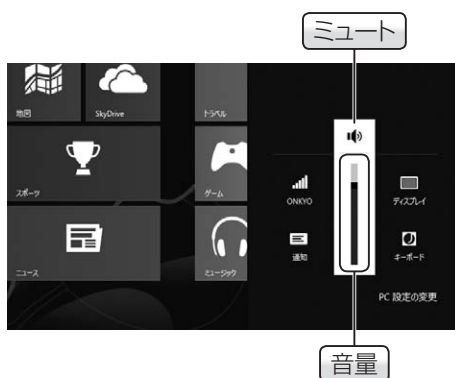 ミュート
地図
SkyDrive
トラベル
スポーツ
ゲーム
ONKYO
ディスプレイ
通知
キーボード
ニュース
ミュージック
PC 設定の変更
音量